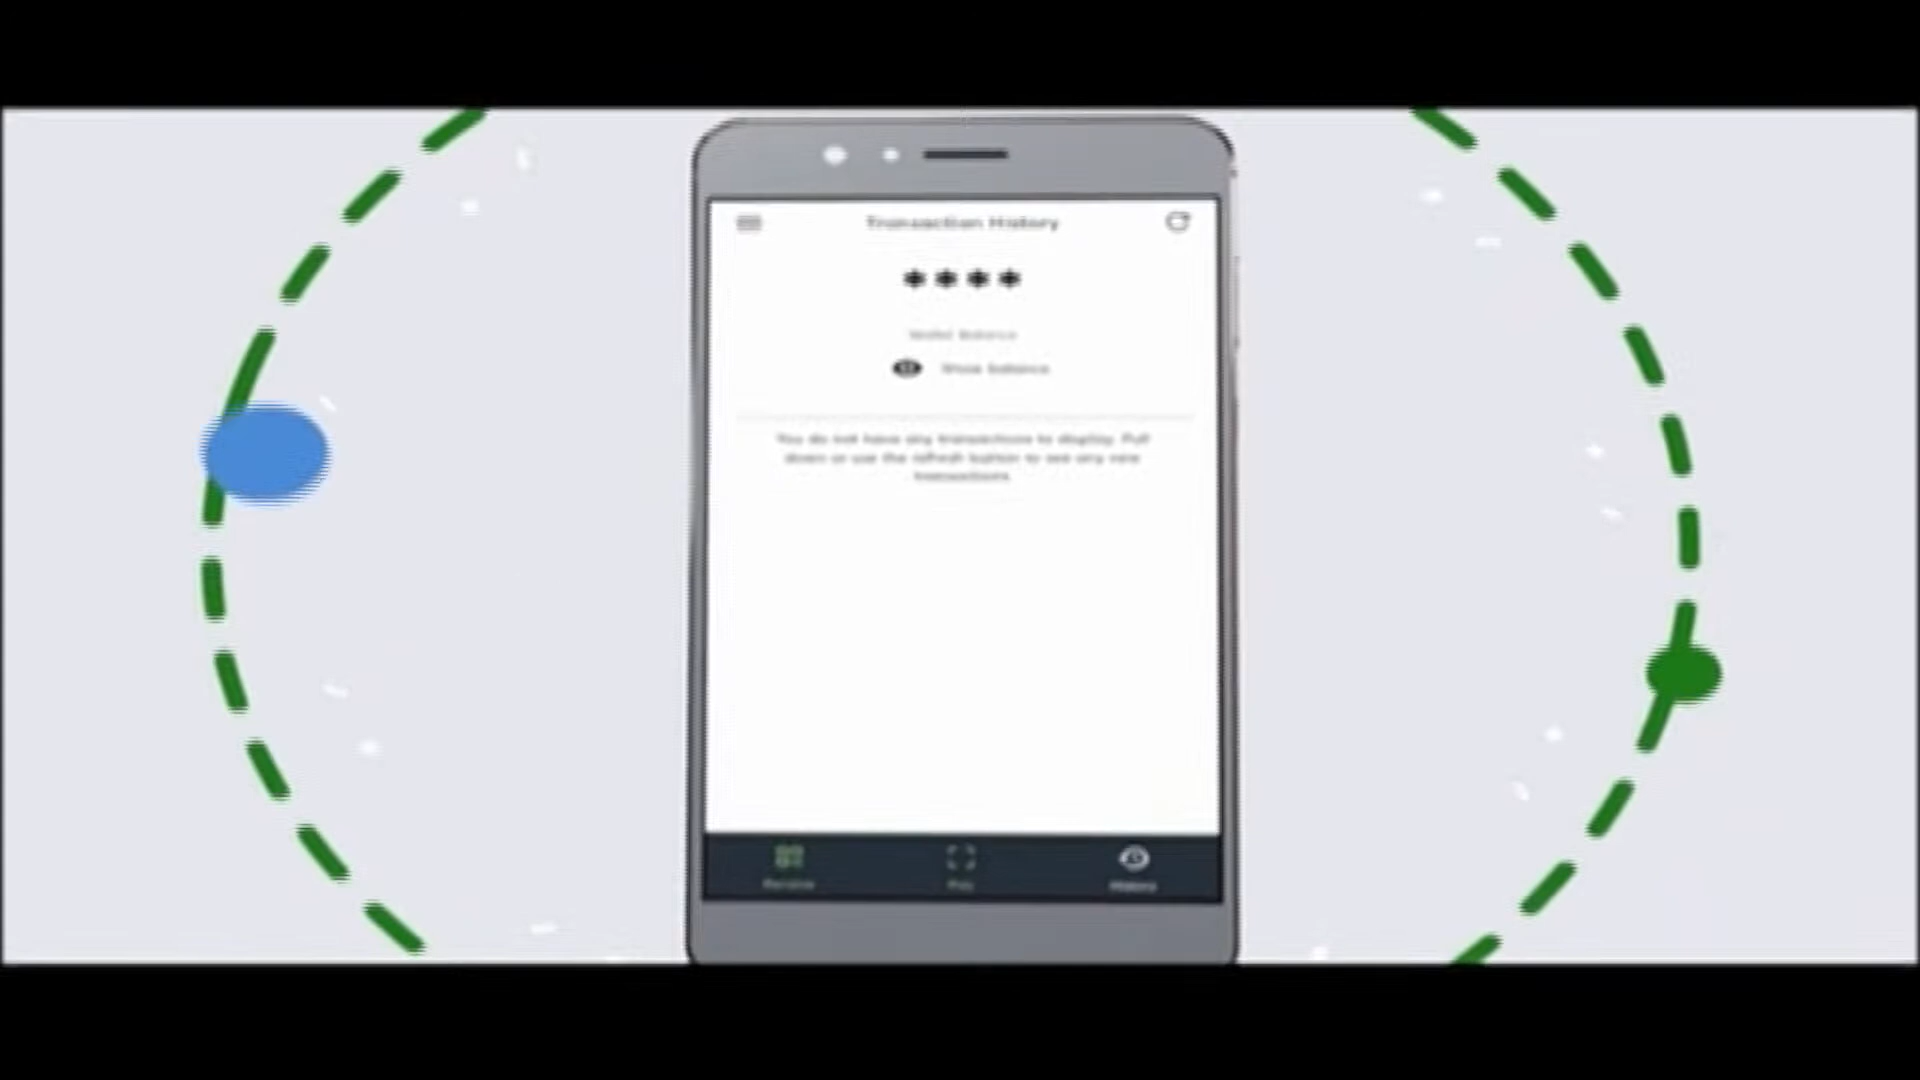 Transaction History
****
Wallet Balance
Show balance
You do not have any transactions to display. Pull
down or use the refresh button to see any new
transactions.
Receive
Pay
History